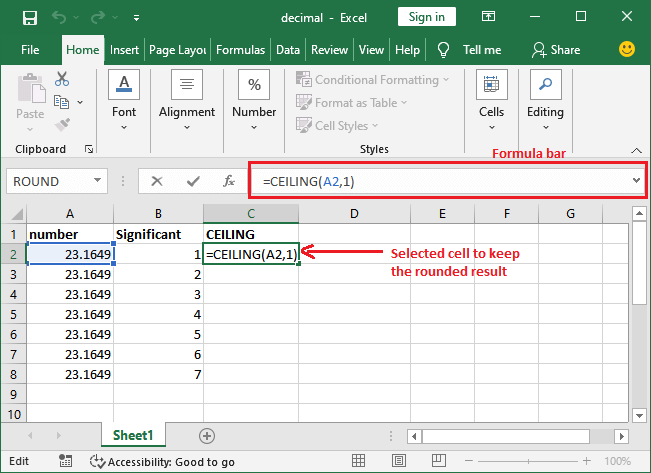 decimal - Excel
Sign in
File Home Insert Page Layou Formulas Data Review View Help Tell me Share
Paste
Clipboard
Font
Alignment
%
Number
Conditional Formatting
Format as Table
Cell Styles
Styles
Cells
Editing
Formula bar
ROUND
fx
=CEILING(A2,1)
A B C D E F G
1 number Significant CEILING
2 23.1649 1 =CEILING(A2,1)
Selected cell to keep
the rounded result
3 23.1649 2
4 23.1649 3
5 23.1649 4
6 23.1649 5
7 23.1649 6
8 23.1649 7
9
10
Sheet1
Edit
Accessibility: Good to go
100%